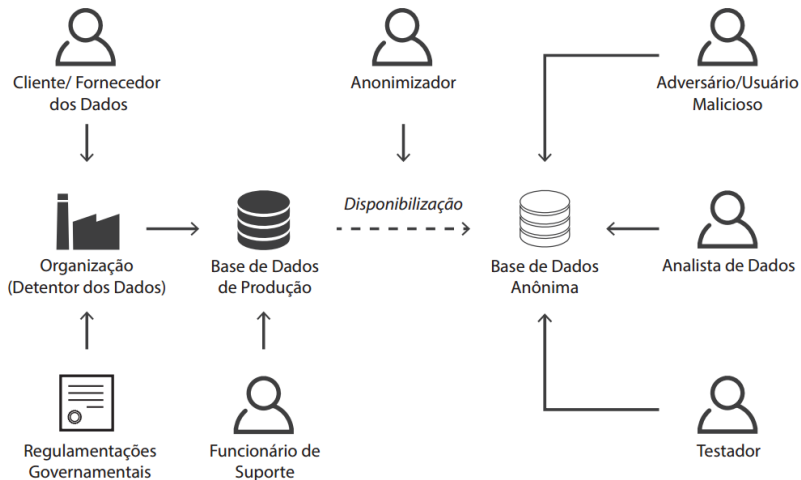 Cliente/ Fornecedor
dos Dados
Anonimizador
Adversário/Usuário
Malicioso
Disponibilização
Organização
(Detentor dos Dados)
Base de Dados
de Produção
Base de Dados
Anônima
Analista de Dados
Regulamentações
Governamentais
Funcionário de
Suporte
Testador